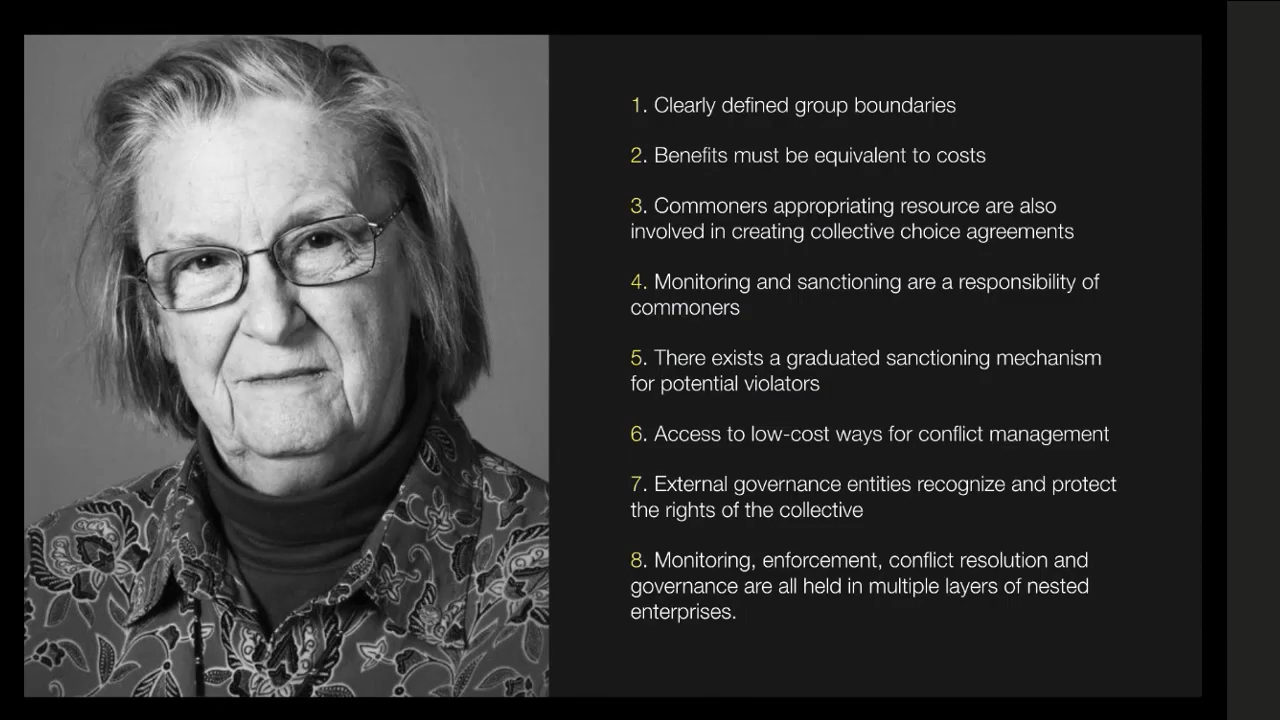 1. Clearly defined group boundaries
2. Benefits must be equivalent to costs
3. Commoners appropriating resource are also
involved in creating collective choice agreements
4. Monitoring and sanctioning are a responsibility of
commoners
5. There exists a graduated sanctioning mechanism
for potential violators
6. Access to low-cost ways for conflict management
7. External governance entities recognize and protect
the rights of the collective
8. Monitoring, enforcement, conflict resolution and
governance are all held in multiple layers of nested
enterprises.